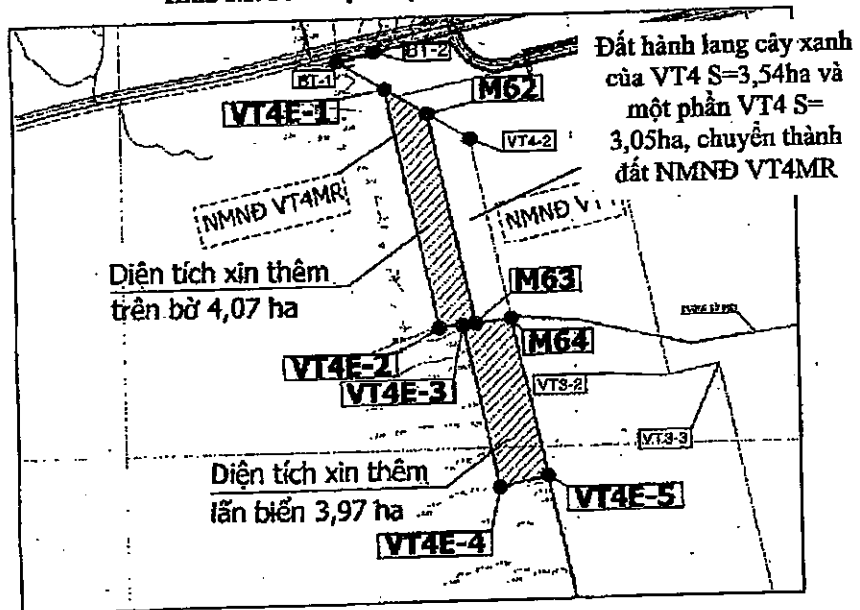 BT-1
BT-2
VT4E-1
M62
VT4-2
Đất hành lang cây xanh
của VT4 S=3,54ha và
một phần VT4 S=
3,05ha, chuyển thành
đất NMNĐ VT4MR
NMNĐ VT4MR
NMNĐ
Diện tích xin thêm
trên bờ 4,07 ha
M63
M64
VT4E-2
VT4E-3
VT3-2
VT3-3
Diện tích xin thêm
lấn biển 3,97 ha
VT4E-4
VT4E-5